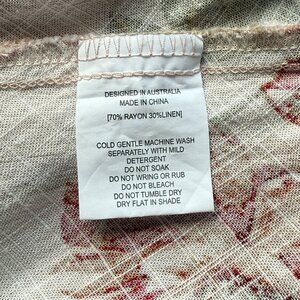 DESIGNED IN AUSTRALIA
MADE IN CHINA
[70% RAYON 30%LINEN]
COLD GENTLE MACHINE WASH
SEPARATELY WITH MILD
DETERGENT
DO NOT SOAK
DO NOT WRING OR RUB
DO NOT BLEACH
DO NOT TUMBLE DRY
DRY FLAT IN SHADE